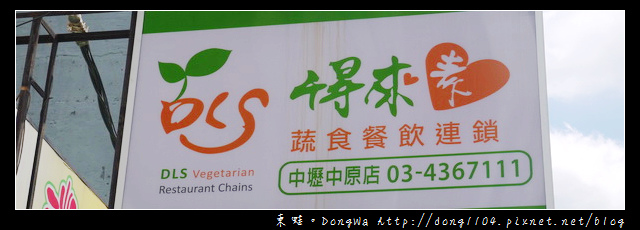 DLS
得來素
蔬食餐飲連鎖
DLS Vegetarian
Restaurant Chains
中壢中原店 03-4367111
東蛙。DongWa http://dong1104.pixnet.net/blog